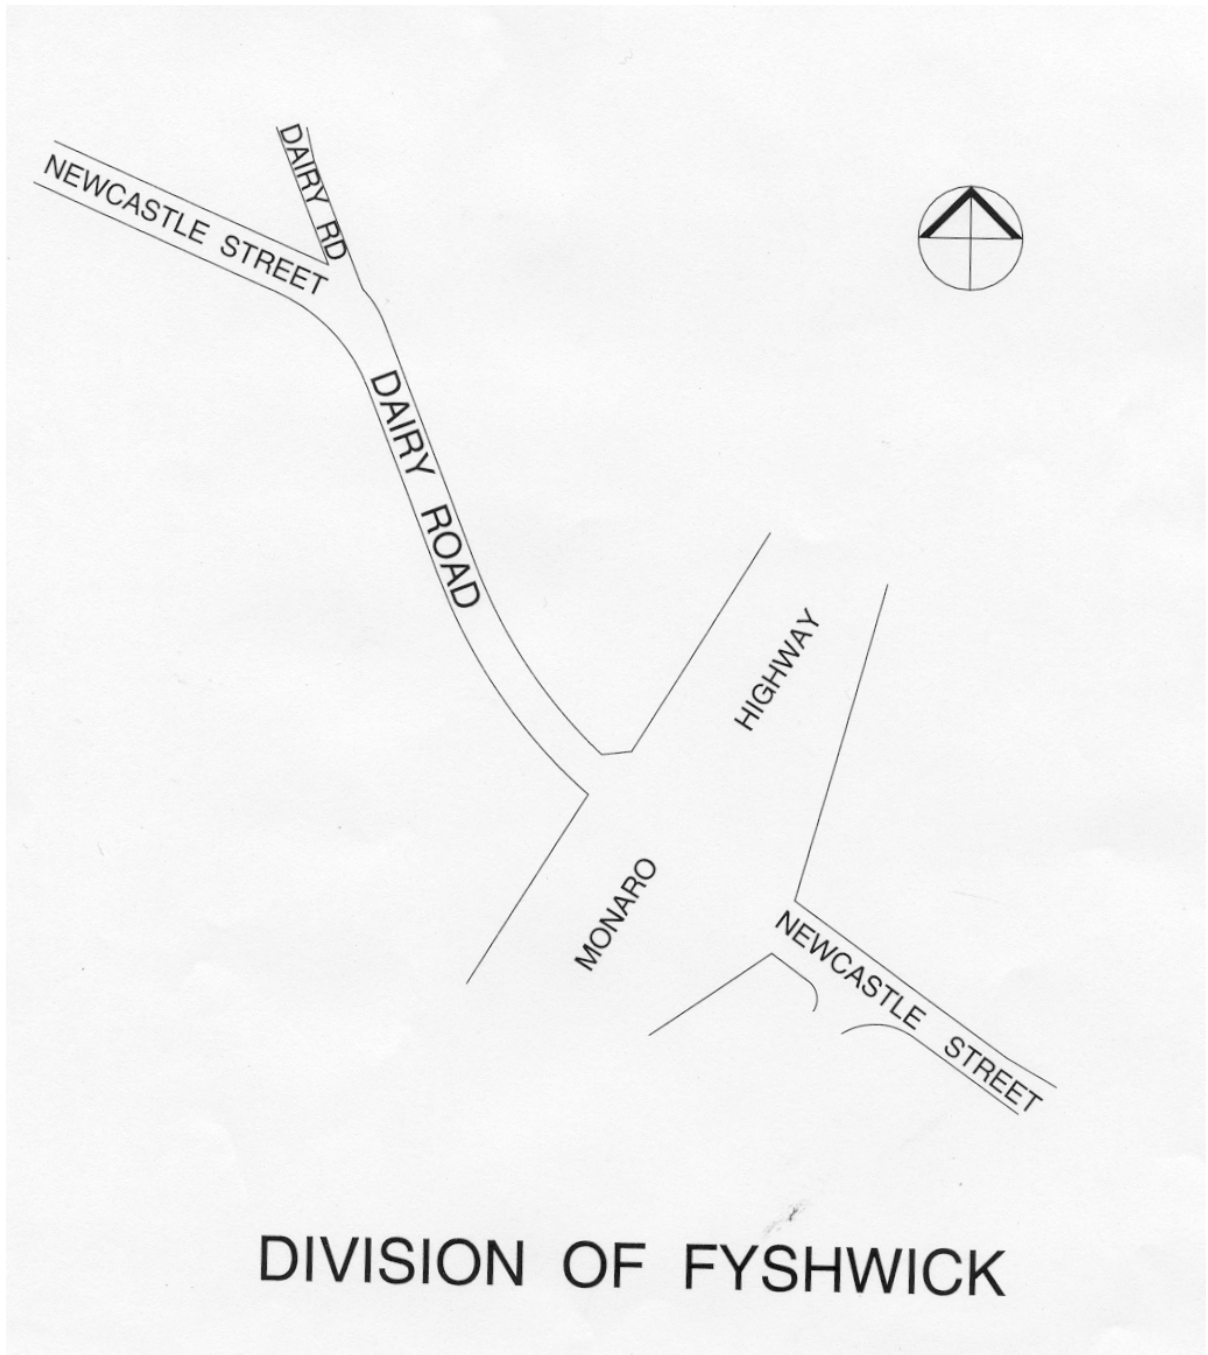 DAIRY RD
NEWCASTLE STREET
DAIRY ROAD
HIGHWAY
MONARO
NEWCASTLE STREET
DIVISION OF FYSHWICK